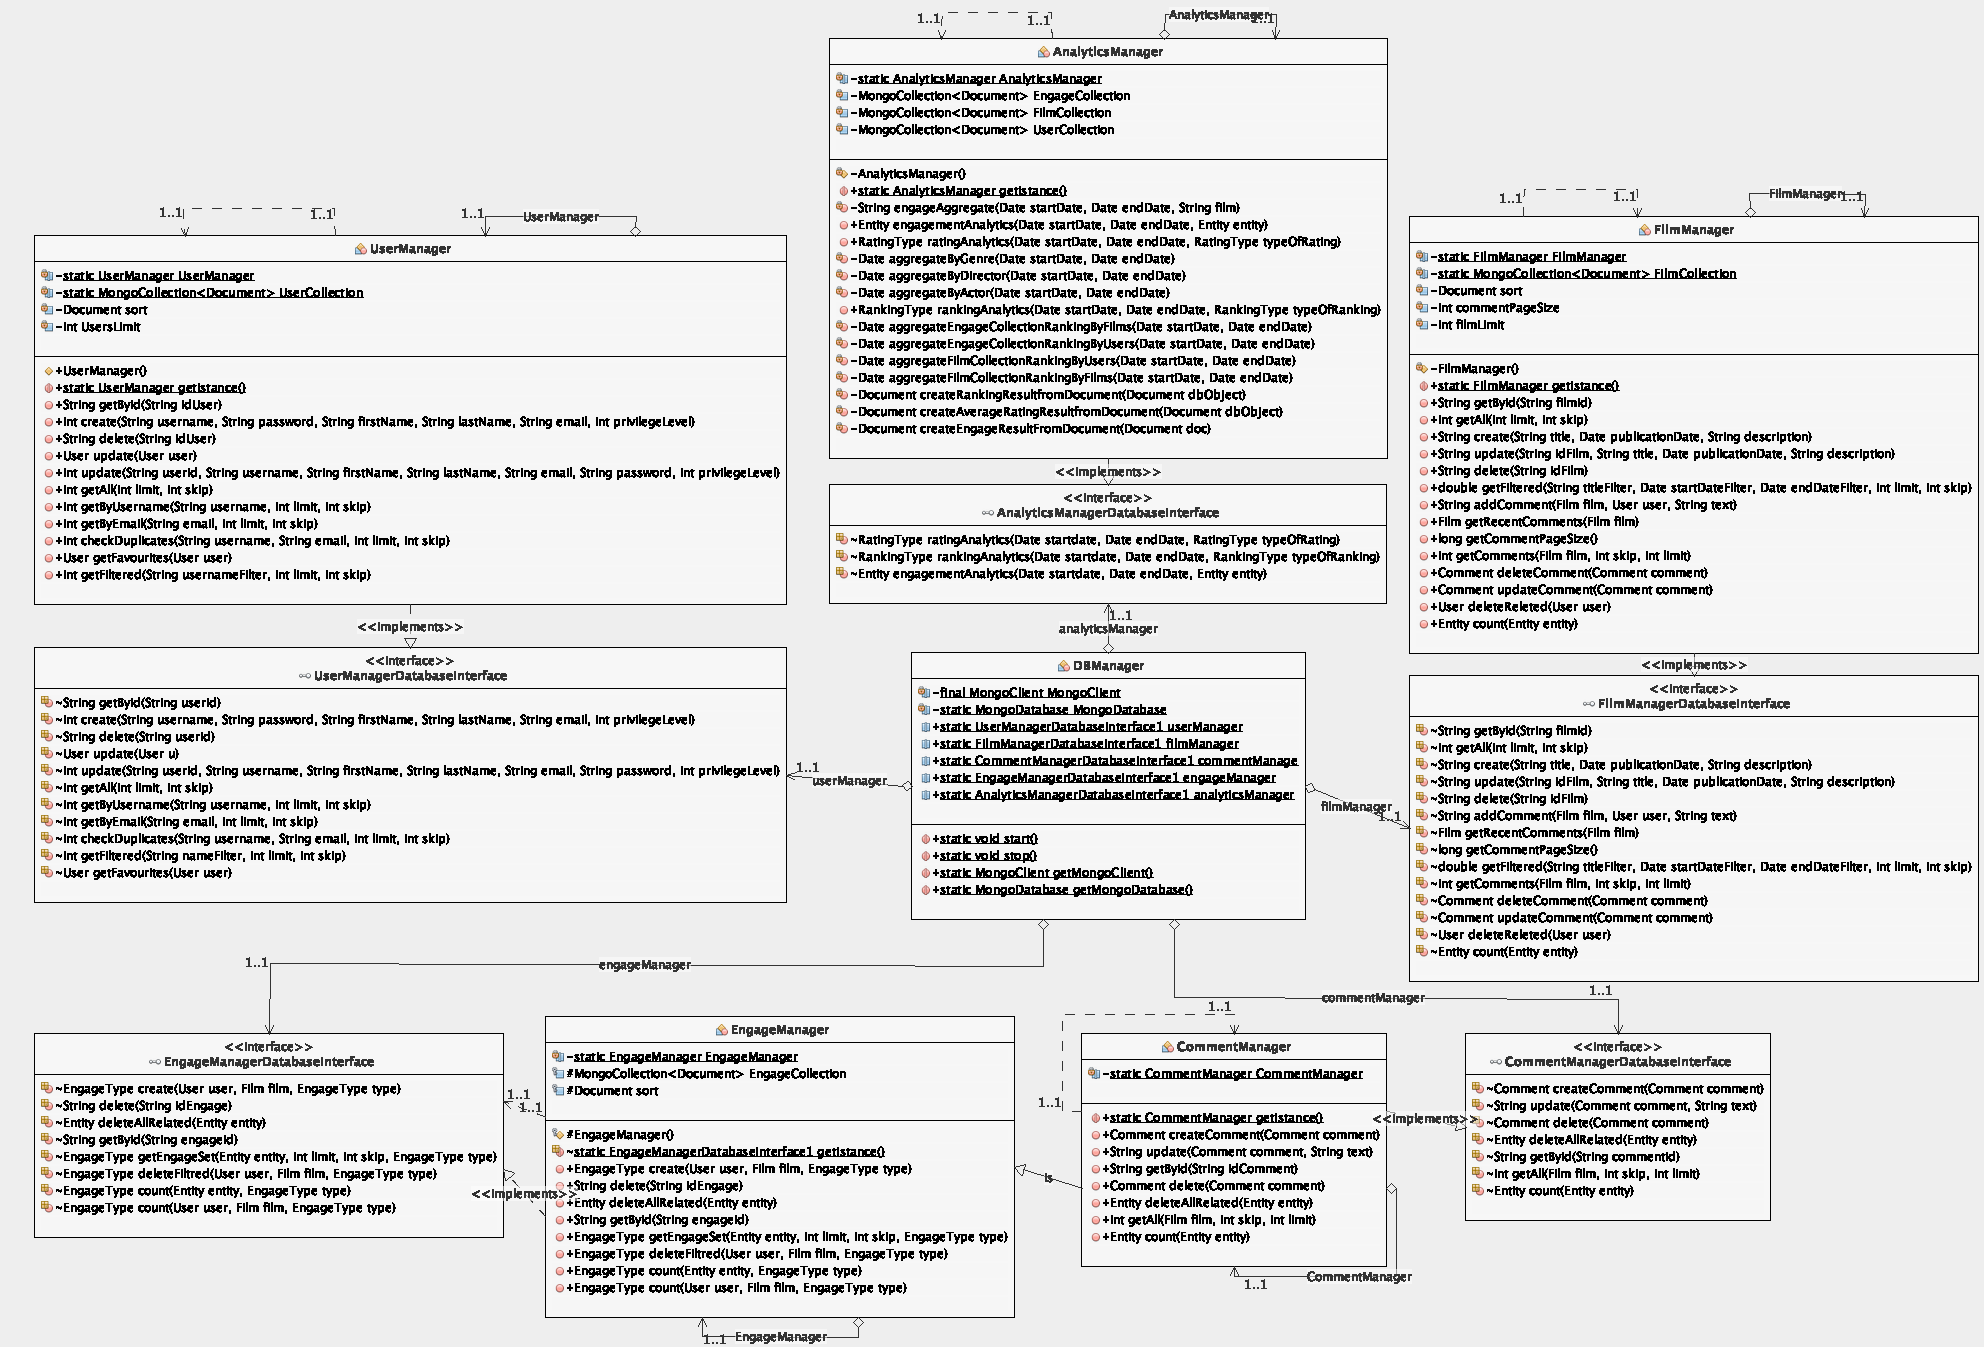 1..1
1..1
AnalyticsManager
1..1
AnalyticsManager
-static AnalyticsManager AnalyticsManager
-MongoCollection<Document> EngageCollection
-MongoCollection<Document> FilmCollection
-MongoCollection<Document> UserCollection
-AnalyticsManager()
+static AnalyticsManager getIstance()
-String engageAggregate(Date startDate, Date endDate, String film)
+Entity engagementAnalytics(Date startDate, Date endDate, Entity entity)
+RatingType ratingAnalytics(Date startDate, Date endDate, RatingType typeOfRating)
-Date aggregateByGenre(Date startDate, Date endDate)
-Date aggregateByDirector(Date startDate, Date endDate)
-Date aggregateByActor(Date startDate, Date endDate)
+RankingType rankingAnalytics(Date startDate, Date endDate, RankingType typeOfRanking)
-Date aggregateEngageCollectionRankingByFilms(Date startDate, Date endDate)
-Date aggregateEngageCollectionRankingByUsers(Date startDate, Date endDate)
-Date aggregateFilmCollectionRankingByUsers(Date startDate, Date endDate)
-Date aggregateFilmCollectionRankingByFilms(Date startDate, Date endDate)
-Document createRankingResultfromDocument(Document dbObject)
-Document createAverageRatingResultfromDocument(Document dbObject)
-Document createEngageResultFromDocument(Document doc)
<<implements>>
<<interface>>
AnalyticsManagerDatabaseInterface
~RatingType ratingAnalytics(Date startdate, Date endDate, RatingType typeOfRating)
~RankingType rankingAnalytics(Date startdate, Date endDate, RankingType typeOfRanking)
~Entity engagementAnalytics(Date startdate, Date endDate, Entity entity)
1..1
analyticsManager
1..1
1..1
1..1
UserManager
UserManager
-static UserManager UserManager
-static MongoCollection<Document> UserCollection
-Document sort
-int UsersLimit
+UserManager()
+static UserManager getIstance()
+String getById(String idUser)
+int create(String username, String password, String firstName, String lastName, String email, int privilegeLevel)
+String delete(String idUser)
+User update(User user)
+int update(String userId, String username, String firstName, String lastName, String email, String password, int privilegeLevel)
+int getAll(int limit, int skip)
+int getByUsername(String username, int limit, int skip)
+int getByEmail(String email, int limit, int skip)
+int checkDuplicates(String username, String email, int limit, int skip)
+User getFavourites(User user)
+int getFiltered(String usernameFilter, int limit, int skip)
<<implements>>
<<interface>>
UserManagerDatabaseInterface
~String getById(String userId)
~int create(String username, String password, String firstName, String lastName, String email, int privilegeLevel)
~String delete(String userId)
~User update(User u)
~int update(String userId, String username, String firstName, String lastName, String email, String password, int privilegeLevel)
~int getAll(int limit, int skip)
~int getByUsername(String username, int limit, int skip)
~int getByEmail(String email, int limit, int skip)
~int checkDuplicates(String username, String email, int limit, int skip)
~int getFiltered(String nameFilter, int limit, int skip)
~User getFavourites(User user)
1..1
userManager
DBManager
-final MongoClient MongoClient
-static MongoDatabase MongoDatabase
+static UserManagerDatabaseInterface1 userManager
+static FilmManagerDatabaseInterface1 filmManager
+static CommentManagerDatabaseInterface1 commentManage
+static EngageManagerDatabaseInterface1 engageManager
+static AnalyticsManagerDatabaseInterface1 analyticsManager
+static void start()
+static void stop()
+static MongoClient getMongoClient()
+static MongoDatabase getMongoDatabase()
filmManager
1..1
1..1
1..1
FilmManager
1..1
FilmManager
-static FilmManager FilmManager
-static MongoCollection<Document> FilmCollection
-Document sort
-int commentPageSize
-int filmLimit
-FilmManager()
+static FilmManager getIstance()
+String getById(String filmId)
+int getAll(int limit, int skip)
+String create(String title, Date publicationDate, String description)
+String update(String idFilm, String title, Date publicationDate, String description)
+String delete(String idFilm)
+double getFiltered(String titleFilter, Date startDateFilter, Date endDateFilter, int limit, int skip)
+String addComment(Film film, User user, String text)
+Film getRecentComments(Film film)
+long getCommentPageSize()
+int getComments(Film film, int skip, int limit)
+Comment deleteComment(Comment comment)
+Comment updateComment(Comment comment)
+User deleteReleted(User user)
+Entity count(Entity entity)
<<implements>>
<<interface>>
FilmManagerDatabaseInterface
~String getById(String filmId)
~int getAll(int limit, int skip)
~String create(String title, Date publicationDate, String description)
~String update(String idFilm, String title, Date publicationDate, String description)
~String delete(String idFilm)
~String addComment(Film film, User user, String text)
~Film getRecentComments(Film film)
~long getCommentPageSize()
~double getFiltered(String titleFilter, Date startDateFilter, Date endDateFilter, int limit, int skip)
~int getComments(Film film, int skip, int limit)
~Comment deleteComment(Comment comment)
~Comment updateComment(Comment comment)
~User deleteReleted(User user)
~Entity count(Entity entity)
1..1
engageManager
commentManager
1..1
1..1
<<interface>>
EngageManagerDatabaseInterface
~EngageType create(User user, Film film, EngageType type)
~String delete(String idEngage)
~Entity deleteAllRelated(Entity entity)
~String getById(String engageId)
~EngageType getEngageSet(Entity entity, int limit, int skip, EngageType type)
~EngageType deleteFiltred(User user, Film film, EngageType type)
~EngageType count(Entity entity, EngageType type)
~EngageType count(User user, Film film, EngageType type)
1..1
1..1
<<implements>>
EngageManager
-static EngageManager EngageManager
#MongoCollection<Document> EngageCollection
#Document sort
#EngageManager()
~static EngageManagerDatabaseInterface1 getIstance()
+EngageType create(User user, Film film, EngageType type)
+String delete(String idEngage)
+Entity deleteAllRelated(Entity entity)
+String getById(String engageId)
+EngageType getEngageSet(Entity entity, int limit, int skip, EngageType type)
+EngageType deleteFiltred(User user, Film film, EngageType type)
+EngageType count(Entity entity, EngageType type)
+EngageType count(User user, Film film, EngageType type)
1..1
EngageManager
is
1..1
CommentManager
-static CommentManager CommentManager
+static CommentManager getIstance()
+Comment createComment(Comment comment)
+String update(Comment comment, String text)
+String getById(String idComment)
+Comment delete(Comment comment)
+Entity deleteAllRelated(Entity entity)
+int getAll(Film film, int skip, int limit)
+Entity count(Entity entity)
1..1
CommentManager
<<implements>>
<<interface>>
CommentManagerDatabaseInterface
~Comment createComment(Comment comment)
~String update(Comment comment, String text)
~Comment delete(Comment comment)
~Entity deleteAllRelated(Entity entity)
~String getById(String commentId)
~int getAll(Film film, int skip, int limit)
~Entity count(Entity entity)